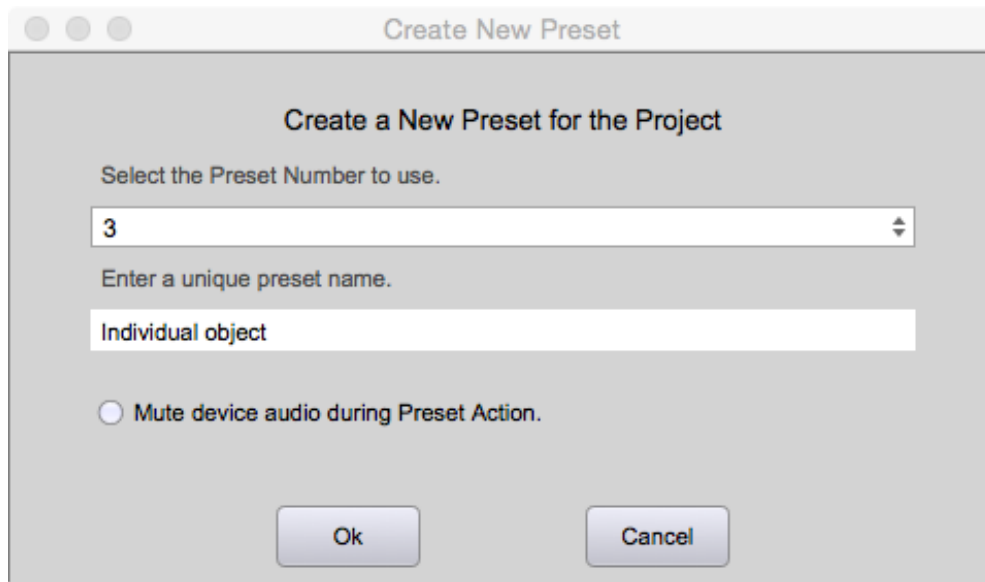 Create New Preset
Create a New Preset for the Project
Select the Preset Number to use.
3
Enter a unique preset name.
Individual object
Mute device audio during Preset Action.
Ok
Cancel